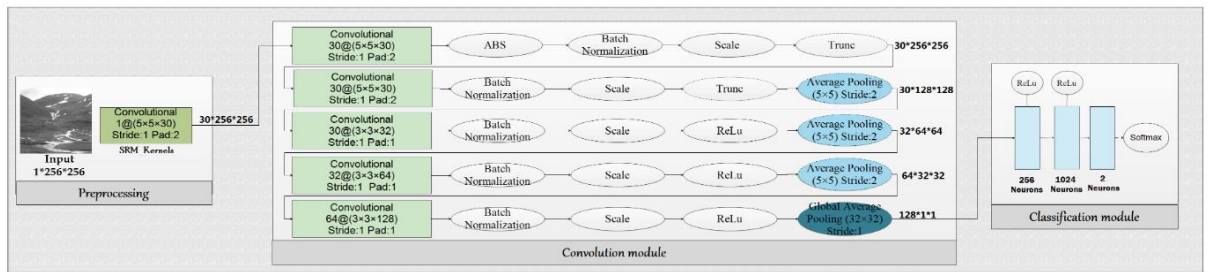 Input
1*256*256
Convolutional
1@(5×5×30)
Stride:1 Pad:2
SRM Kernels
30*256*256
Preprocessing
Convolutional
30@(5×5×30)
Stride:1 Pad:2
ABS
Batch
Normalization
Scale
Trunc
30*256*256
Convolutional
30@(5×5×30)
Stride:1 Pad:2
Batch
Normalization
Scale
Trunc
Average Pooling
(5×5) Stride:2
30*128*128
Convolutional
30@(3×3×32)
Stride:1 Pad:1
Batch
Normalization
Scale
ReLu
Average Pooling
(5×5) Stride:2
32*64*64
Convolutional
32@(3×3×64)
Stride:1 Pad:1
Batch
Normalization
Scale
ReLu
Average Pooling
(5×5) Stride:2
64*32*32
Convolutional
64@(3×3×128)
Stride:1 Pad:1
Batch
Normalization
Scale
ReLu
Global Average
Pooling (32×32)
Stride:1
128*1*1
Convolution module
ReLu
ReLu
Softmax
256
Neurons
1024
Neurons
2
Neurons
Classification module